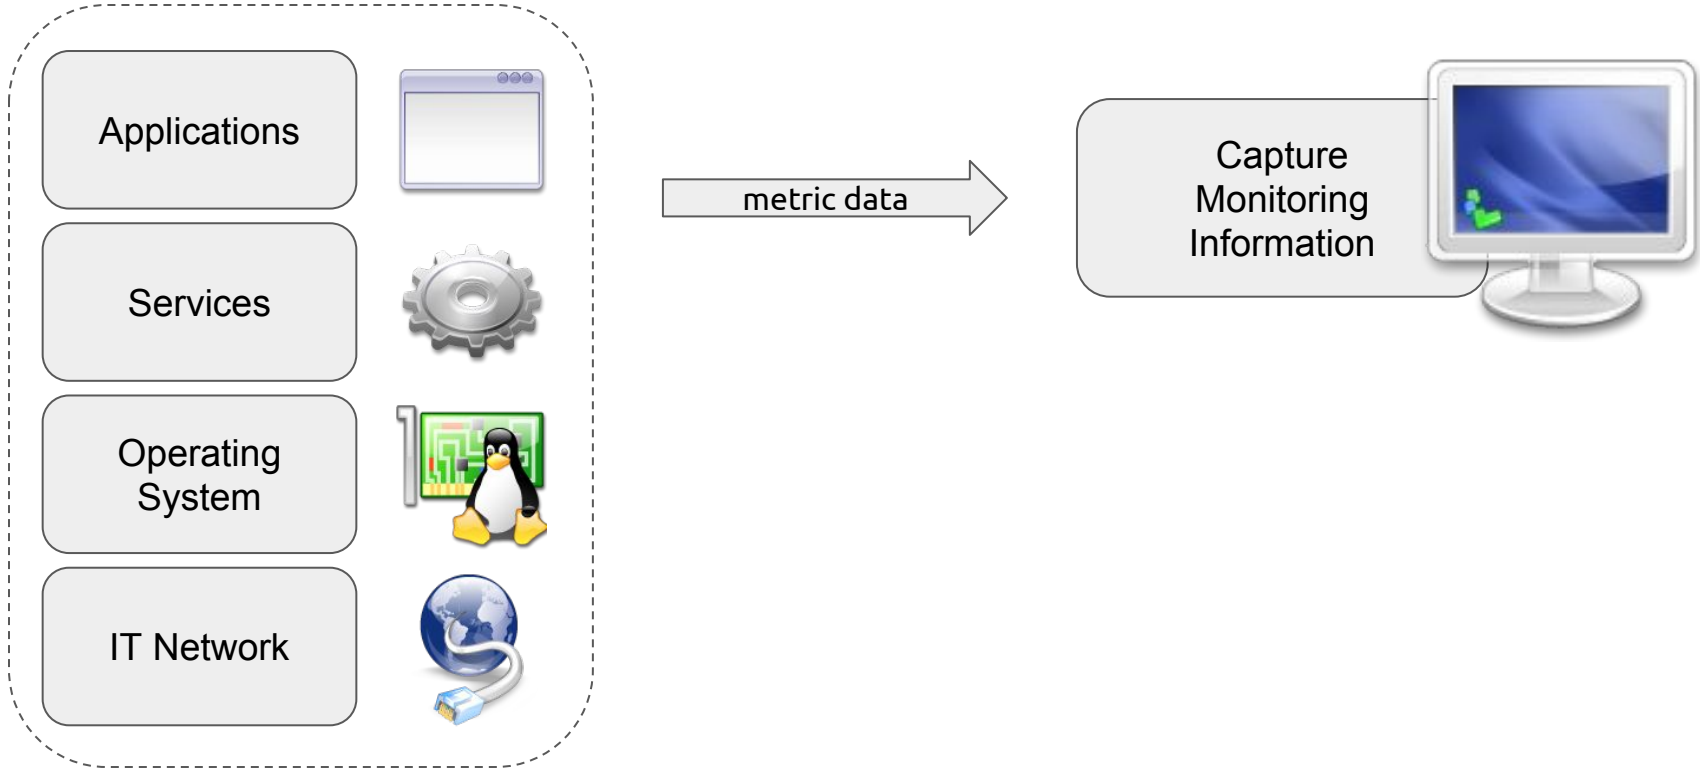 Applications
Services
Operating
System
IT Network
metric data
Capture
Monitoring
Information